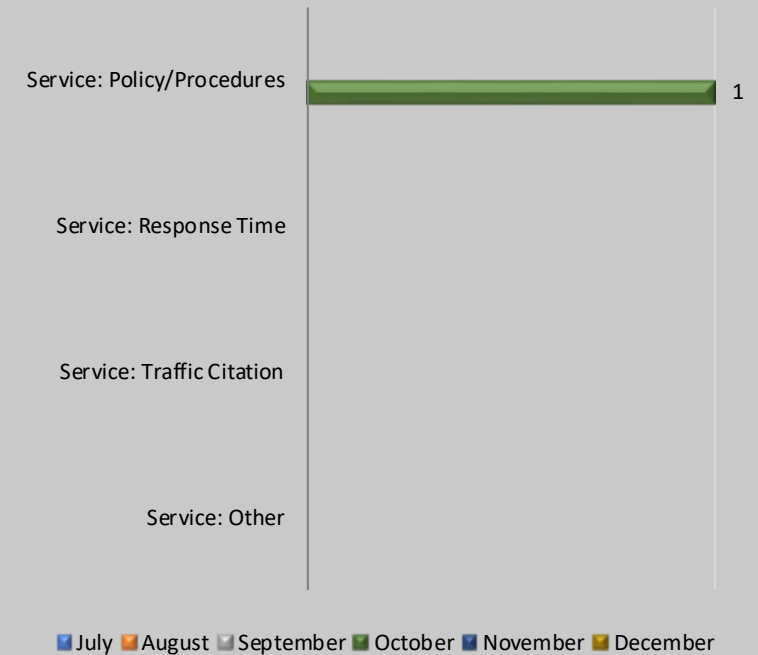 Service: Policy/Procedures
1
Service: Response Time
Service: Traffic Citation
Service: Other
July August September October November December